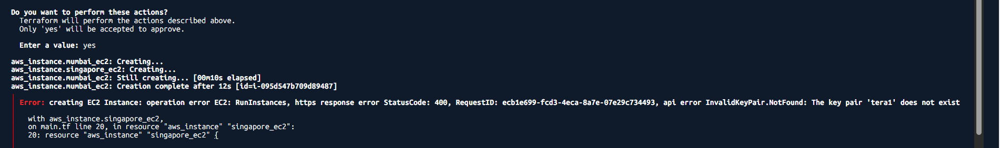 Do you want to perform these actions?
Terraform will perform the actions described above.
Only 'yes' will be accepted to approve.
Enter a value: yes
aws_instance.mumbai_ec2: Creating...
aws_instance.singapore_ec2: Creating...
aws_instance.mumbai_ec2: Still creating... [00m10s elapsed]
aws_instance.mumbai_ec2: Creation complete after 12s [id=i-095d547b709d89487]
Error: creating EC2 Instance: operation error EC2: RunInstances, https response error StatusCode: 400, RequestID: ecb1e699-fcd3-4eca-8a7e-07e29c734493, api error InvalidKeyPair.NotFound: The key pair 'tera1' does not exist
with aws_instance.singapore_ec2,
on main.tf line 20, in resource "aws_instance" "singapore_ec2":
20: resource "aws_instance" "singapore_ec2" {